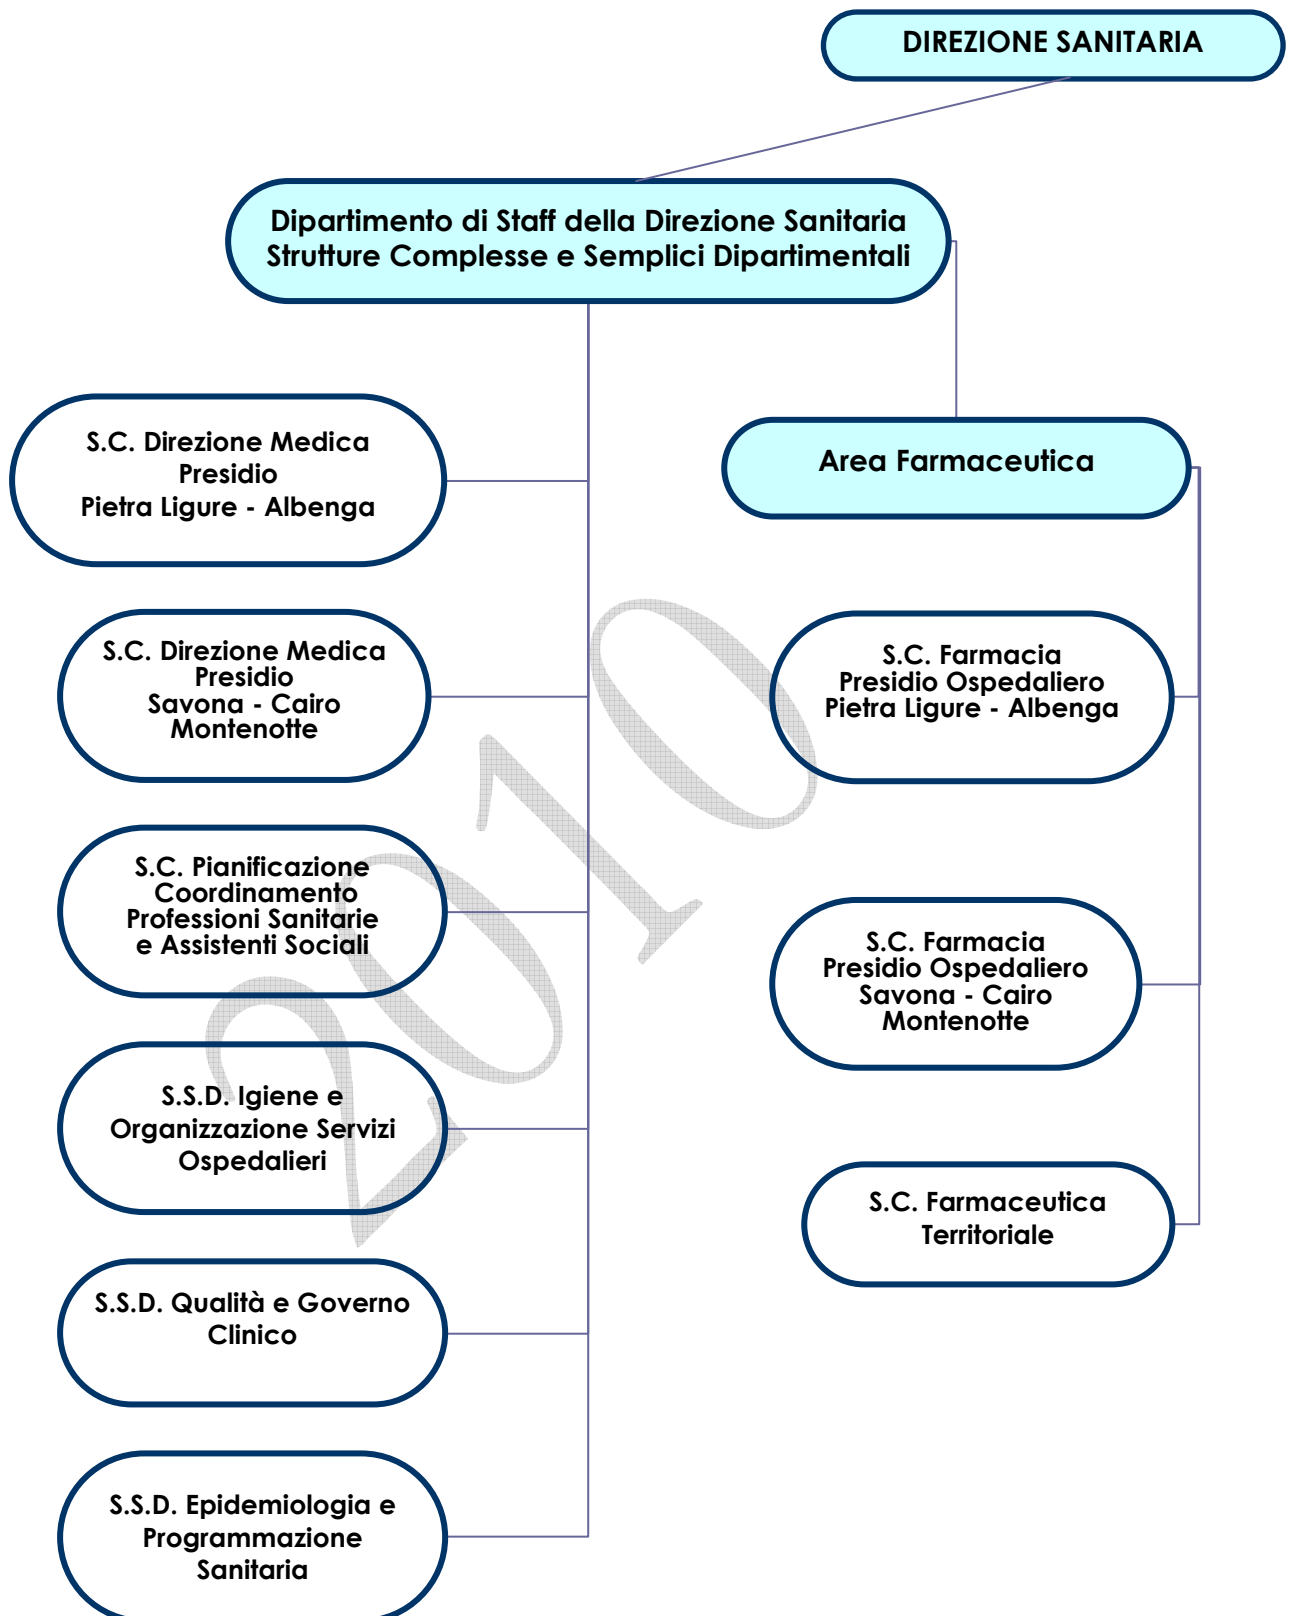 DIREZIONE SANITARIA
Dipartimento di Staff della Direzione Sanitaria
Strutture Complesse e Semplici Dipartimentali
S.C. Direzione Medica
Presidio
Pietra Ligure - Albenga
S.C. Direzione Medica
Presidio
Savona - Cairo
Montenotte
S.C. Pianificazione
Coordinamento
Professioni Sanitarie
e Assistenti Sociali
S.S.D. Igiene e
Organizzazione Servizi
Ospedalieri
S.S.D. Qualità e Governo
Clinico
S.S.D. Epidemiologia e
Programmazione
Sanitaria
Area Farmaceutica
S.C. Farmacia
Presidio Ospedaliero
Pietra Ligure - Albenga
S.C. Farmacia
Presidio Ospedaliero
Savona - Cairo
Montenotte
S.C. Farmaceutica
Territoriale
2010